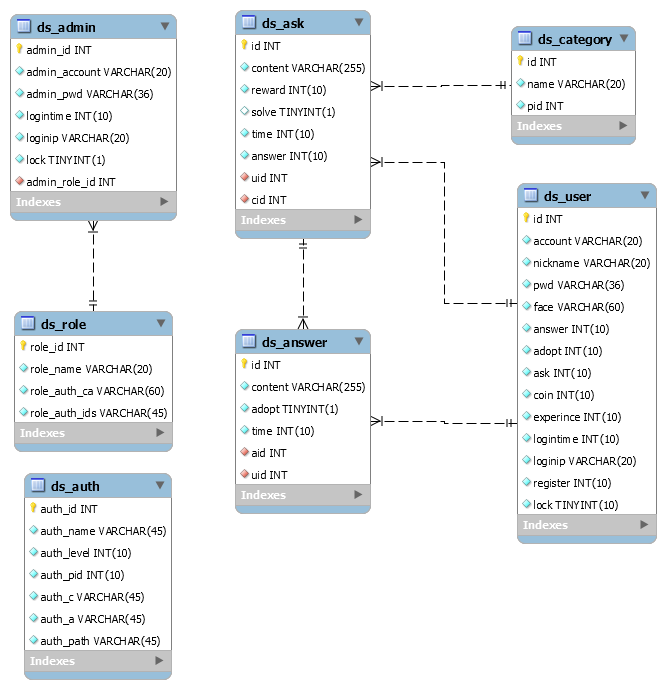 ds_admin
admin_id INT
admin_account VARCHAR(20)
admin_pwd VARCHAR(36)
logintime INT(10)
loginip VARCHAR(20)
lock TINYINT(1)
admin_role_id INT
Indexes
ds_role
role_id INT
role_name VARCHAR(20)
role_auth_ca VARCHAR(60)
role_auth_ids VARCHAR(45)
Indexes
ds_auth
auth_id INT
auth_name VARCHAR(45)
auth_level INT(10)
auth_pid INT(10)
auth_c VARCHAR(45)
auth_a VARCHAR(45)
auth_path VARCHAR(45)
Indexes
ds_ask
id INT
content VARCHAR(255)
reward INT(10)
solve TINYINT(1)
time INT(10)
answer INT(10)
uid INT
cid INT
Indexes
ds_answer
id INT
content VARCHAR(255)
adopt TINYINT(1)
time INT(10)
aid INT
uid INT
Indexes
ds_category
id INT
name VARCHAR(20)
pid INT
Indexes
ds_user
id INT
account VARCHAR(20)
nickname VARCHAR(20)
pwd VARCHAR(36)
face VARCHAR(60)
answer INT(10)
adopt INT(10)
ask INT(10)
coin INT(10)
experince INT(10)
logintime INT(10)
loginip VARCHAR(20)
register INT(10)
lock TINYINT(10)
Indexes